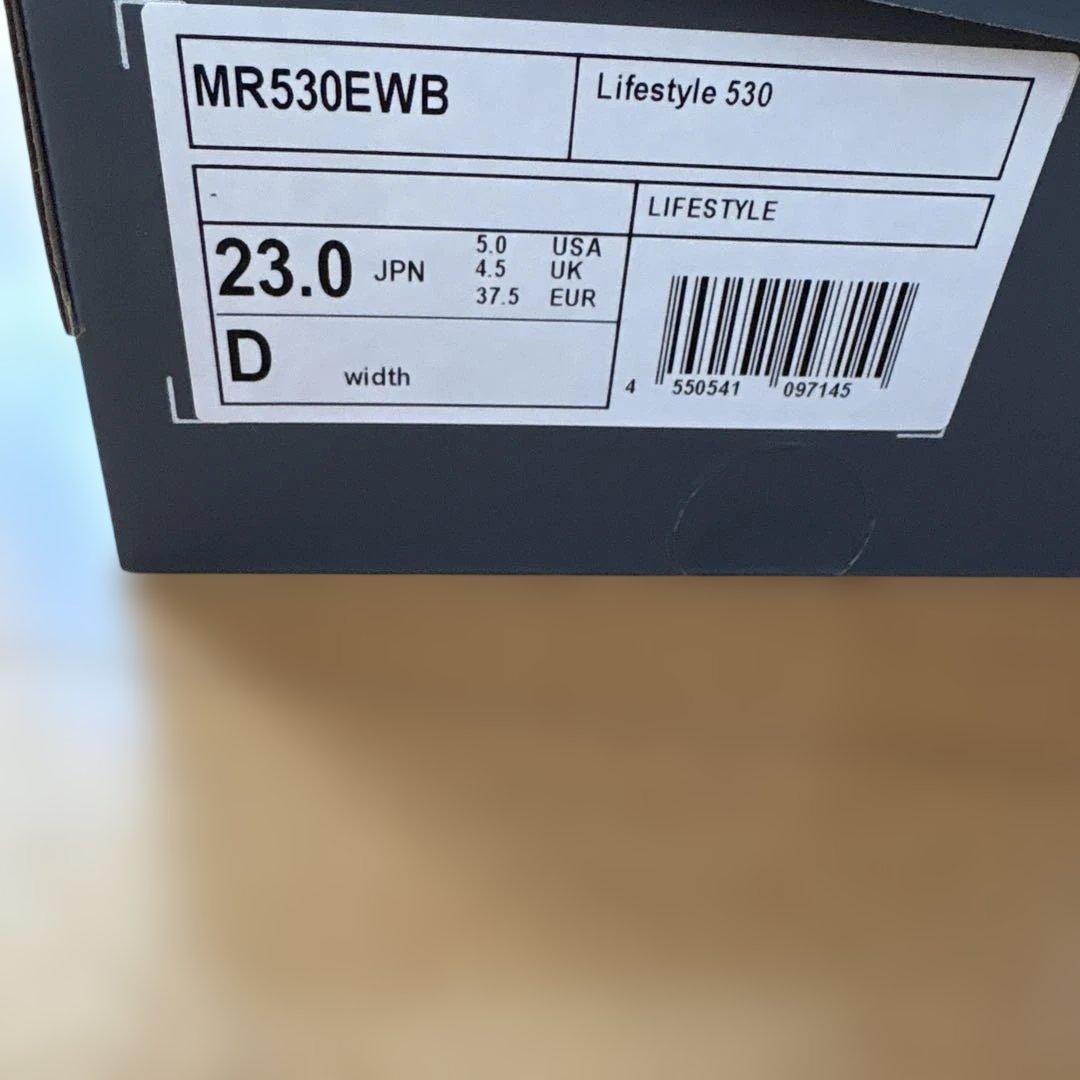 MR530EWB
Lifestyle 530
-
LIFESTYLE
23.0 JPN
5.0 USA
4.5 UK
37.5 EUR
D width
4 550541 097145